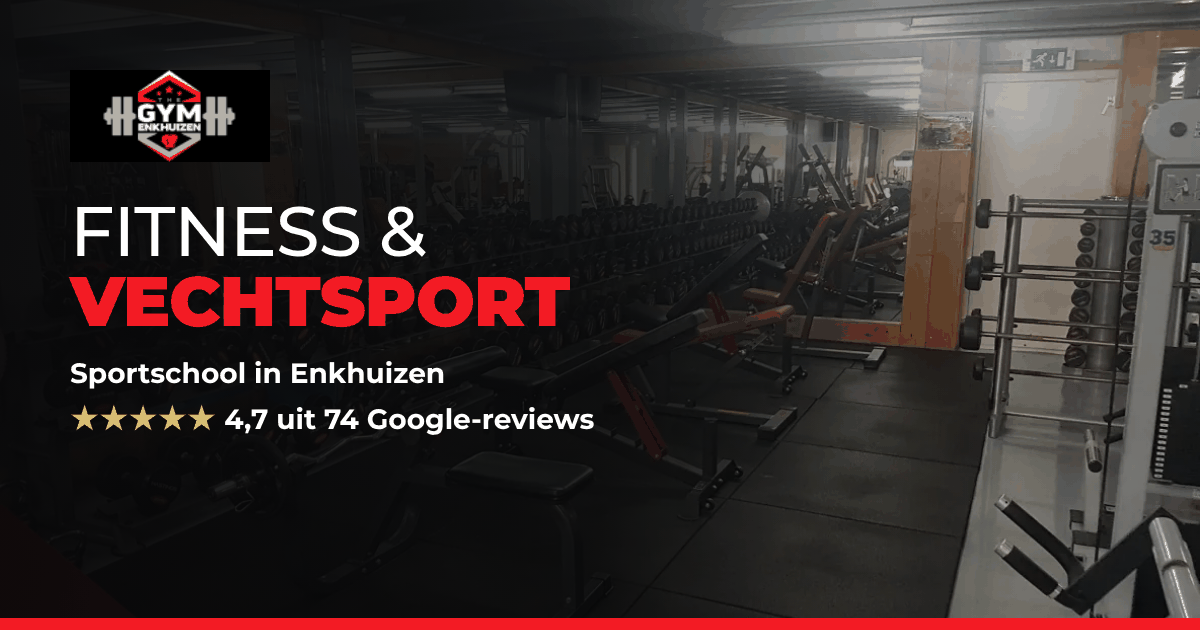 THE
GYM
ENKHUIZEN
FITNESS &
VECHTSPORT
Sportschool in Enkhuizen
★★★★★ 4,7 uit 74 Google-reviews
35